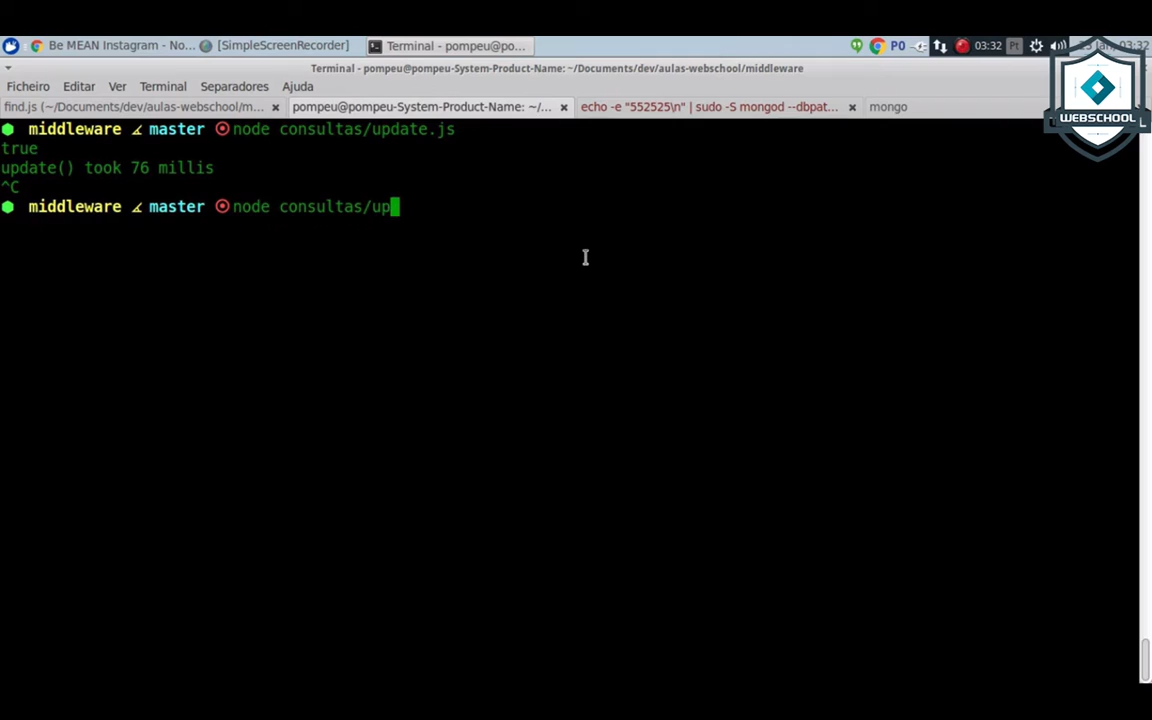 Be MEAN Instagram - No... [SimpleScreenRecorder] Terminal - pompeu@po... PO 03:32 Pt
Terminal - pompeu@pompeu-System-Product-Name: ~/Documents/dev/aulas-webschool/middleware
Ficheiro Editar Ver Terminal Separadores Ajuda
find.js (~/Documents/dev/aulas-webschool/m... pompeu@pompeu-System-Product-Name: ~/... echo -e "552525\n" | sudo -S mongod --dbpat... mongo
WEBSCHOOL
middleware master node consultas/update.js
true
update() took 76 millis
^C
middleware master node consultas/up